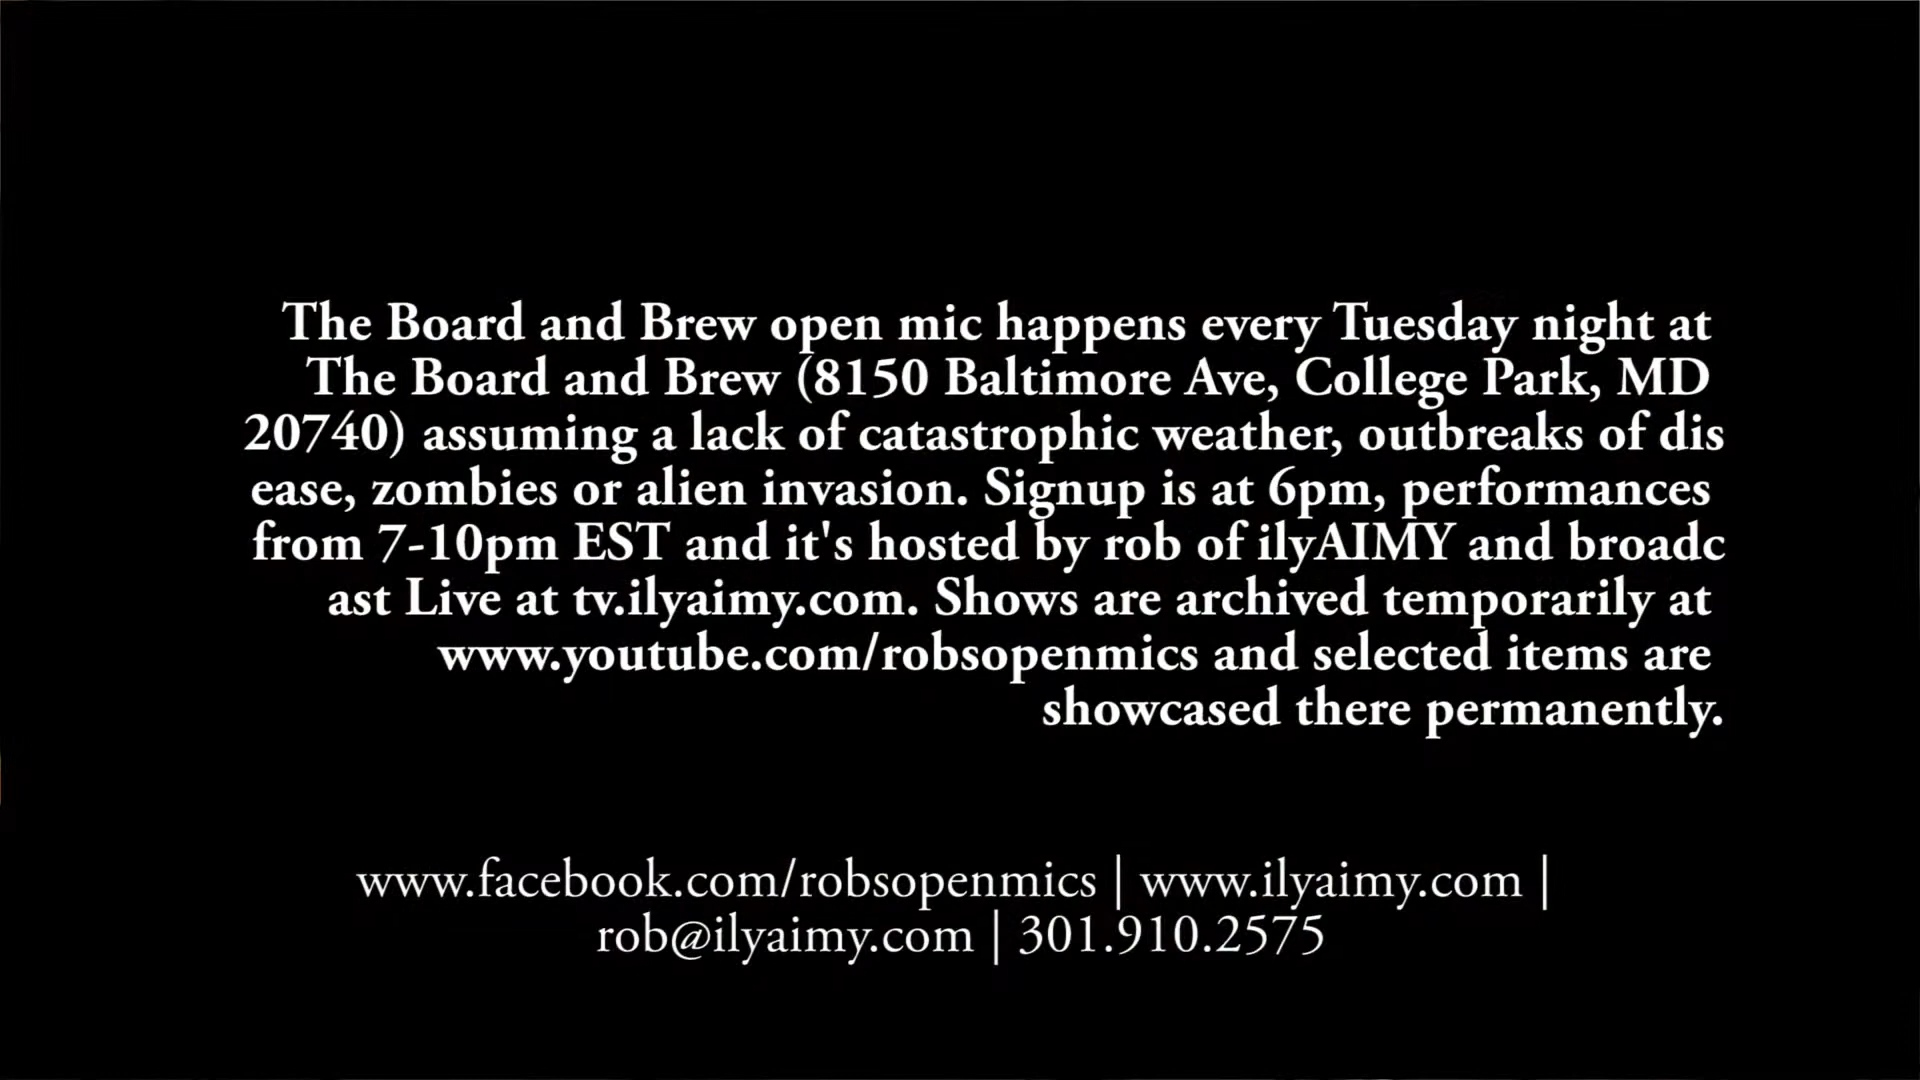 The Board and Brew open mic happens every Tuesday night at
The Board and Brew (8150 Baltimore Ave, College Park, MD
20740) assuming a lack of catastrophic weather, outbreaks of dis
ease, zombies or alien invasion. Signup is at 6pm, performances
from 7-10pm EST and it's hosted by rob of ilyAIMY and broadc
ast Live at tv.ilyaimy.com. Shows are archived temporarily at
www.youtube.com/robsopenmics and selected items are
showcased there permanently.
www.facebook.com/robsopenmics | www.ilyaimy.com |
rob@ilyaimy.com | 301.910.2575